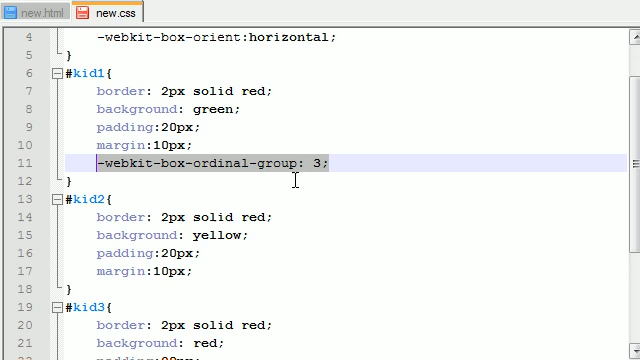 new.html new.css
4 -webkit-box-orient:horizontal;
5 }
6 #kid1{
7 border: 2px solid red;
8 background: green;
9 padding:20px;
10 margin:10px;
11 -webkit-box-ordinal-group: 3;
12 }
13 #kid2{
14 border: 2px solid red;
15 background: yellow;
16 padding:20px;
17 margin:10px;
18 }
19 #kid3{
20 border: 2px solid red;
21 background: red;
22 padding:20px;